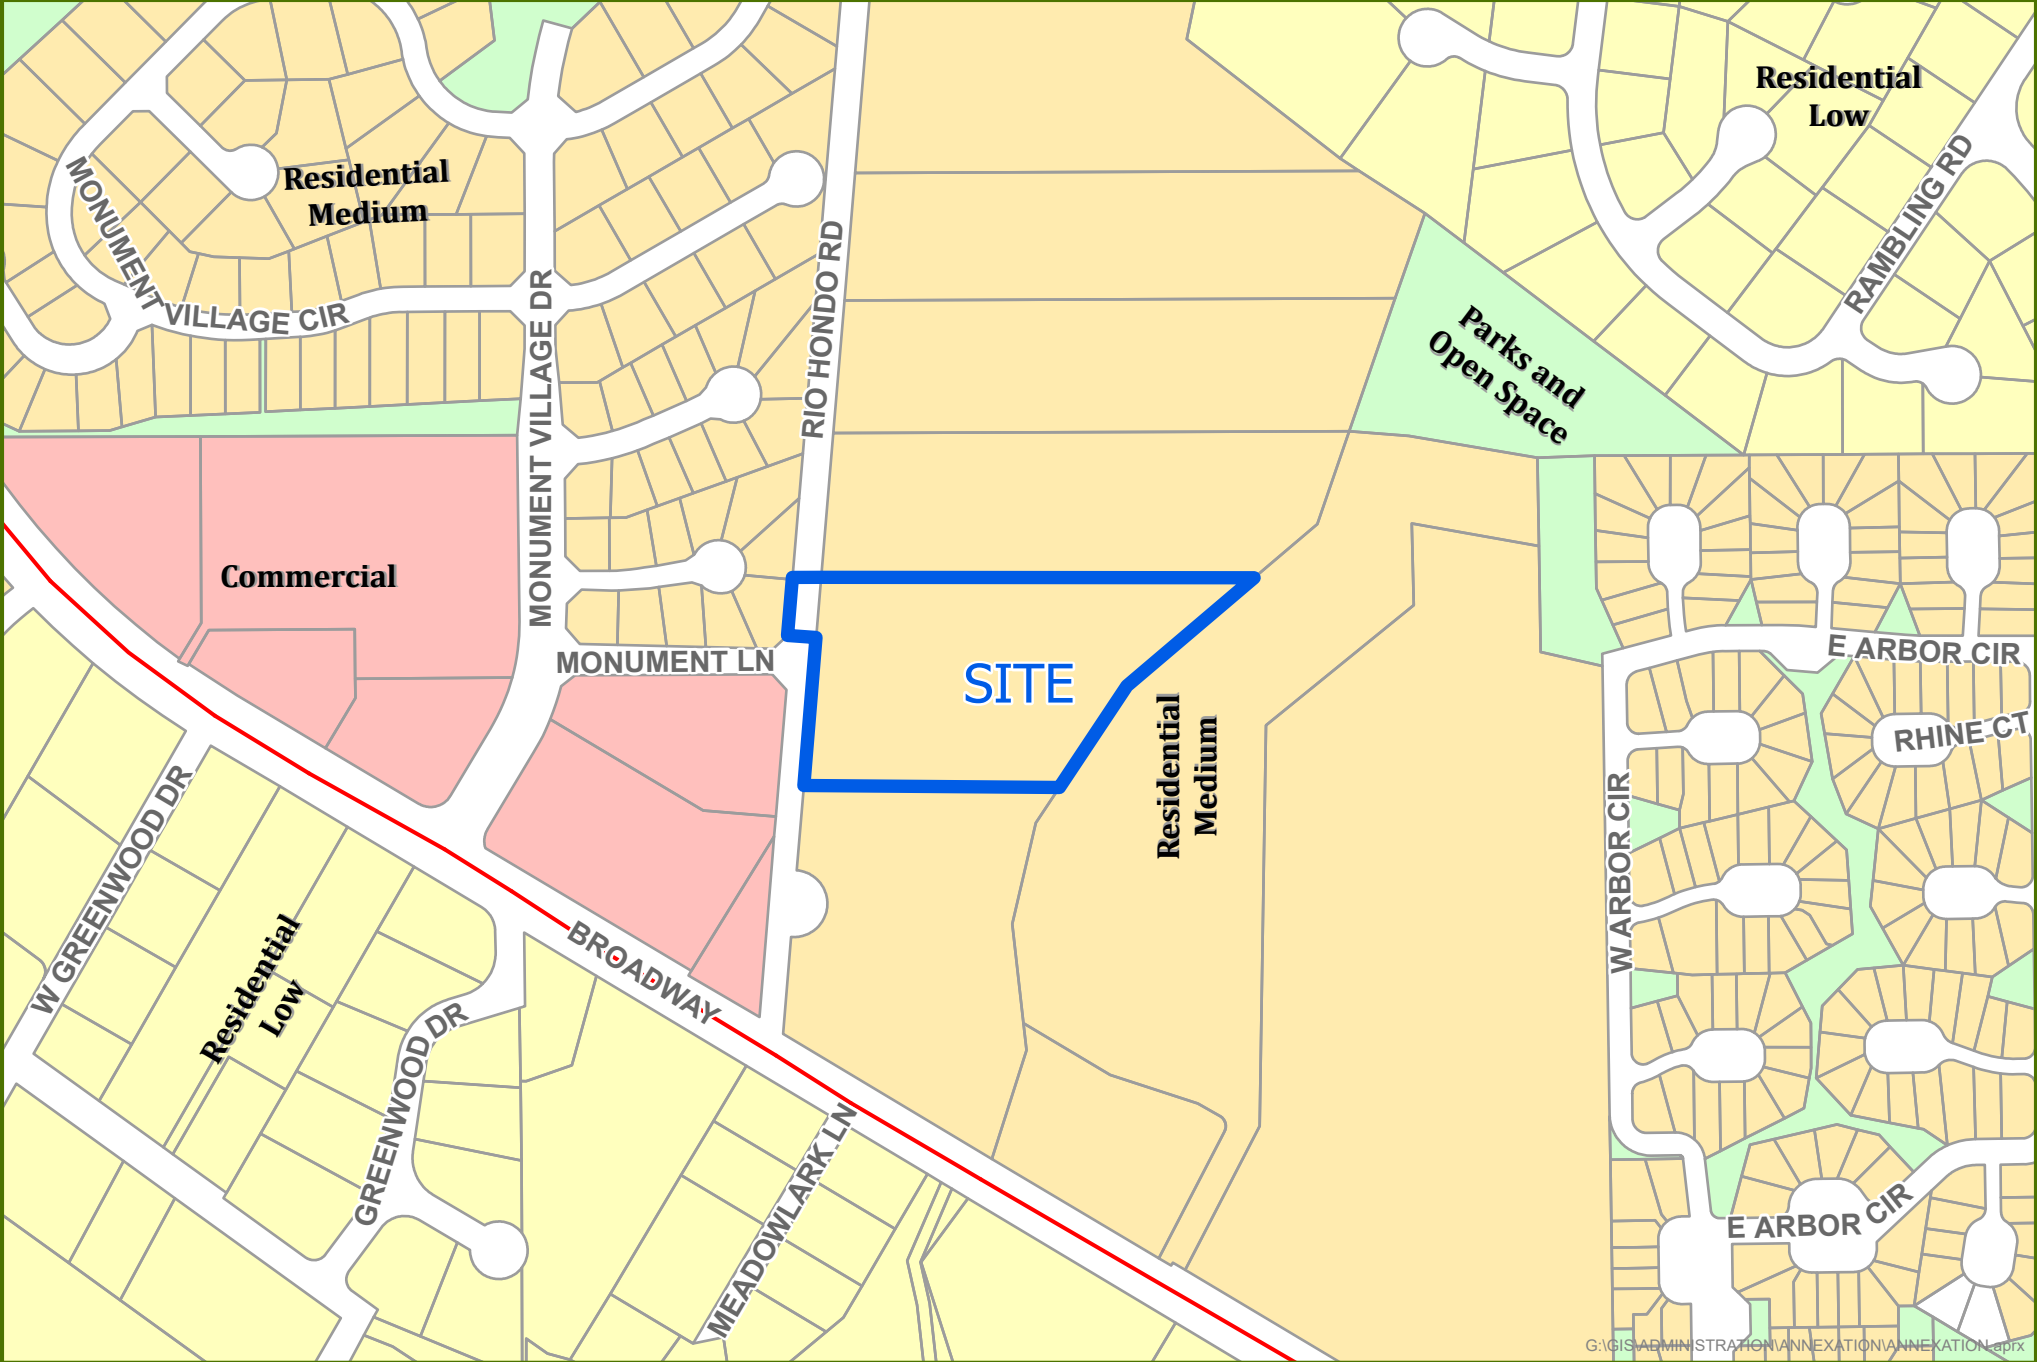 Residential
Low
Residential
Medium
MONUMENT
VILLAGE CIR
MONUMENT VILLAGE DR
RIO HONDO RD
RAMBLING RD
Parks and
Open Space
Commercial
MONUMENT LN
SITE
E ARBOR CIR
RHINE CT
Residential
Medium
W ARBOR CIR
W GREENWOOD DR
Residential
Low
BROADWAY
GREENWOOD DR
MEADOWLARK LN
E ARBOR CIR
G:\GIS\ADMINISTRATION\ANNEXATION\ANNEXATION.aprx